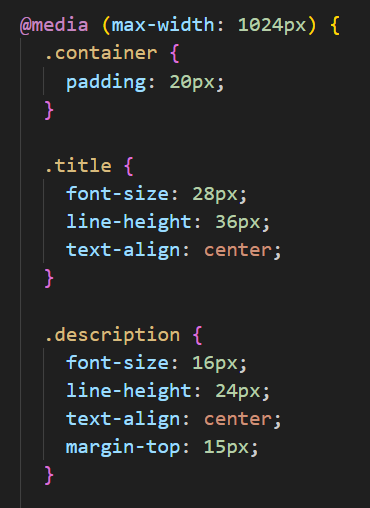 @media (max-width: 1024px) {
.container {
padding: 20px;
}
.title {
font-size: 28px;
line-height: 36px;
text-align: center;
}
.description {
font-size: 16px;
line-height: 24px;
text-align: center;
margin-top: 15px;
}